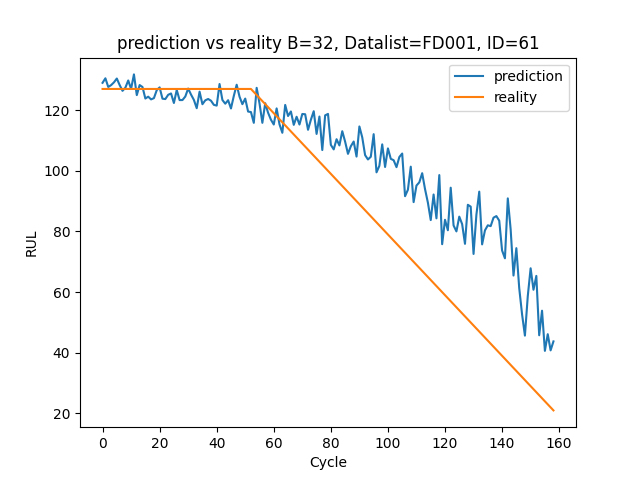 prediction vs reality B=32, Datalist=FD001, ID=61
prediction
reality
RUL
120
100
80
60
40
20
0 20 40 60 80 100 120 140 160
Cycle